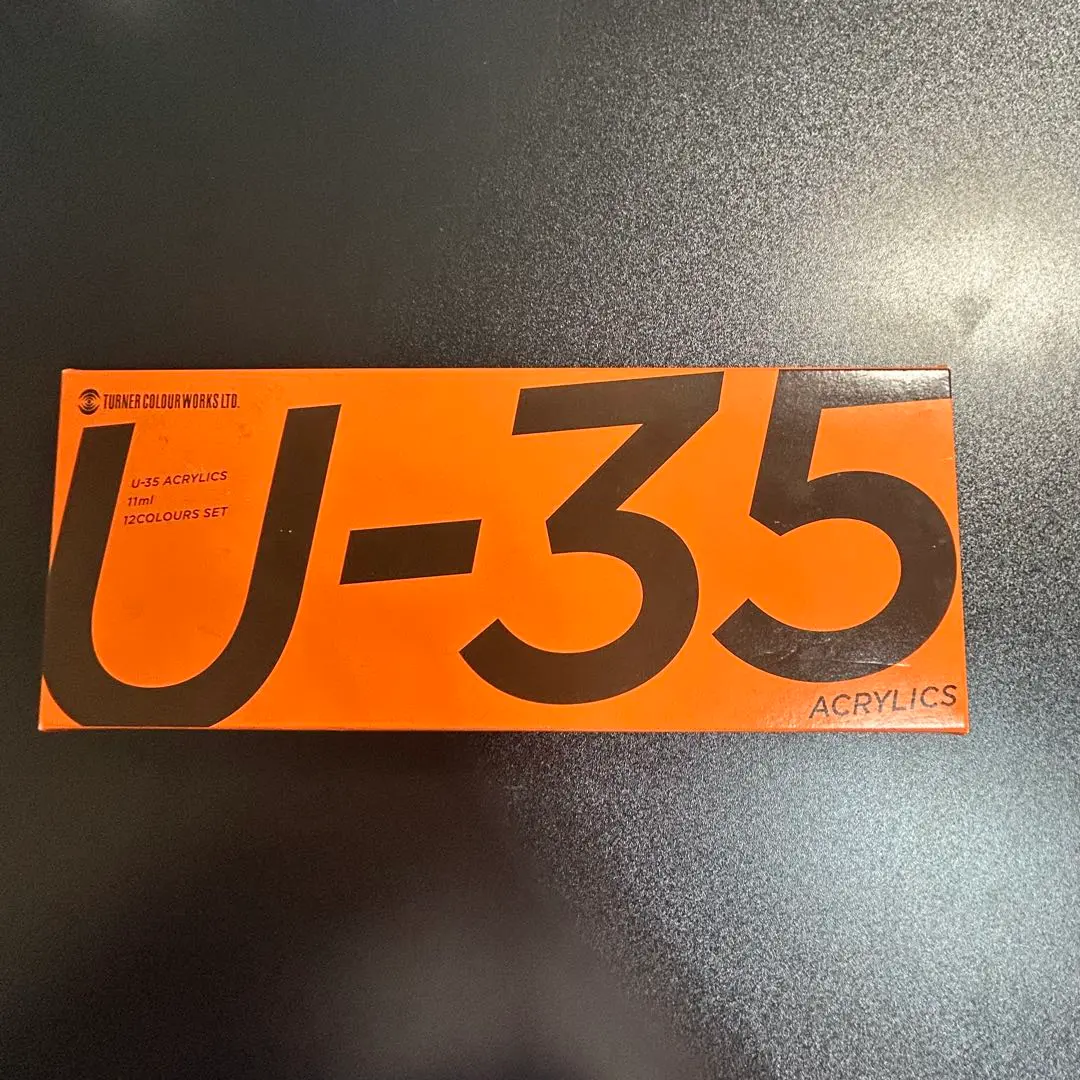 TURNER COLOUR WORKS LTD.
U-35 ACRYLICS
11ml
12COLOURS SET
U-35
ACRYLICS